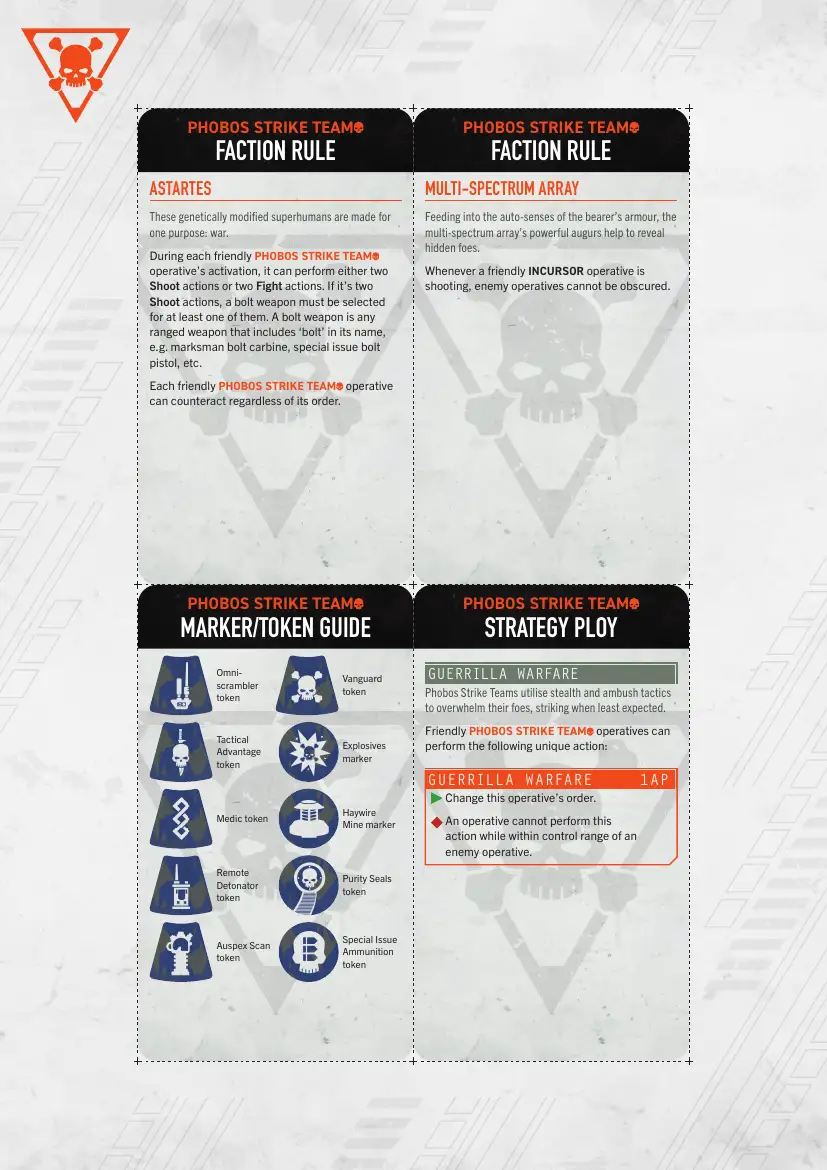 PHOBOS STRIKE TEAM
FACTION RULE
ASTARTES
These genetically modified superhumans are made for
one purpose: war.
During each friendly PHOBOS STRIKE TEAM
operative's activation, it can perform either two
Shoot actions or two Fight actions. If it's two
Shoot actions, a bolt weapon must be selected
for at least one of them. A bolt weapon is any
ranged weapon that includes 'bolt' in its name,
e.g. marksman bolt carbine, special issue bolt
pistol, etc.
Each friendly PHOBOS STRIKE TEAM operative
can counteract regardless of its order.
PHOBOS STRIKE TEAM
FACTION RULE
MULTI-SPECTRUM ARRAY
Feeding into the auto-senses of the bearer's armour, the
multi-spectrum array's powerful augurs help to reveal
hidden foes.
Whenever a friendly INCURSOR operative is
shooting, enemy operatives cannot be obscured.
PHOBOS STRIKE TEAM
MARKER/TOKEN GUIDE
Omni-
scrambler
token
Vanguard
token
Tactical
Advantage
token
Explosives
marker
Medic token
Haywire
Mine marker
Remote
Detonator
token
Purity Seals
token
Auspex Scan
token
Special Issue
Ammunition
token
PHOBOS STRIKE TEAM
STRATEGY PLOY
GUERRILLA WARFARE
Phobos Strike Teams utilise stealth and ambush tactics
to overwhelm their foes, striking when least expected.
Friendly PHOBOS STRIKE TEAM operatives can
perform the following unique action:
GUERRILLA WARFARE 1AP
Change this operative's order.
An operative cannot perform this
action while within control range of an
enemy operative.